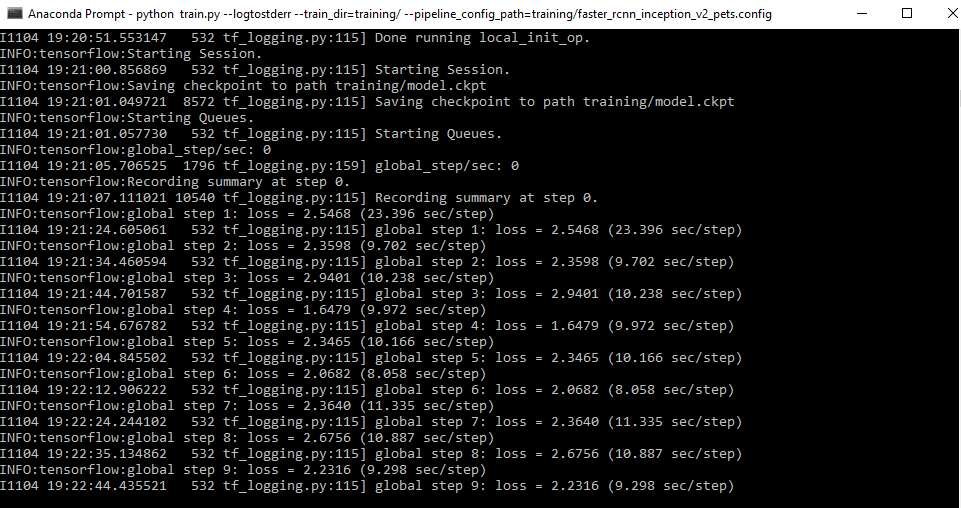 Anaconda Prompt - python  train.py --logtostderr --train_dir=training/ --pipeline_config_path=training/faster_rcnn_inception_v2_pets.config
I1104 19:20:51.553147   532 tf_logging.py:115] Done running local_init_op.
INFO:tensorflow:Starting Session.
I1104 19:21:00.856869   532 tf_logging.py:115] Starting Session.
INFO:tensorflow:Saving checkpoint to path training/model.ckpt
I1104 19:21:01.049721  8572 tf_logging.py:115] Saving checkpoint to path training/model.ckpt
INFO:tensorflow:Starting Queues.
I1104 19:21:01.057730   532 tf_logging.py:115] Starting Queues.
INFO:tensorflow:global_step/sec: 0
I1104 19:21:05.706525  1796 tf_logging.py:159] global_step/sec: 0
INFO:tensorflow:Recording summary at step 0.
I1104 19:21:07.111021 10540 tf_logging.py:115] Recording summary at step 0.
INFO:tensorflow:global step 1: loss = 2.5468 (23.396 sec/step)
I1104 19:21:24.605061   532 tf_logging.py:115] global step 1: loss = 2.5468 (23.396 sec/step)
INFO:tensorflow:global step 2: loss = 2.3598 (9.702 sec/step)
I1104 19:21:34.460594   532 tf_logging.py:115] global step 2: loss = 2.3598 (9.702 sec/step)
INFO:tensorflow:global step 3: loss = 2.9401 (10.238 sec/step)
I1104 19:21:44.701587   532 tf_logging.py:115] global step 3: loss = 2.9401 (10.238 sec/step)
INFO:tensorflow:global step 4: loss = 1.6479 (9.972 sec/step)
I1104 19:21:54.676782   532 tf_logging.py:115] global step 4: loss = 1.6479 (9.972 sec/step)
INFO:tensorflow:global step 5: loss = 2.3465 (10.166 sec/step)
I1104 19:22:04.845502   532 tf_logging.py:115] global step 5: loss = 2.3465 (10.166 sec/step)
INFO:tensorflow:global step 6: loss = 2.0682 (8.058 sec/step)
I1104 19:22:12.906222   532 tf_logging.py:115] global step 6: loss = 2.0682 (8.058 sec/step)
INFO:tensorflow:global step 7: loss = 2.3640 (11.335 sec/step)
I1104 19:22:24.244102   532 tf_logging.py:115] global step 7: loss = 2.3640 (11.335 sec/step)
INFO:tensorflow:global step 8: loss = 2.6756 (10.887 sec/step)
I1104 19:22:35.134862   532 tf_logging.py:115] global step 8: loss = 2.6756 (10.887 sec/step)
INFO:tensorflow:global step 9: loss = 2.2316 (9.298 sec/step)
I1104 19:22:44.435521   532 tf_logging.py:115] global step 9: loss = 2.2316 (9.298 sec/step)